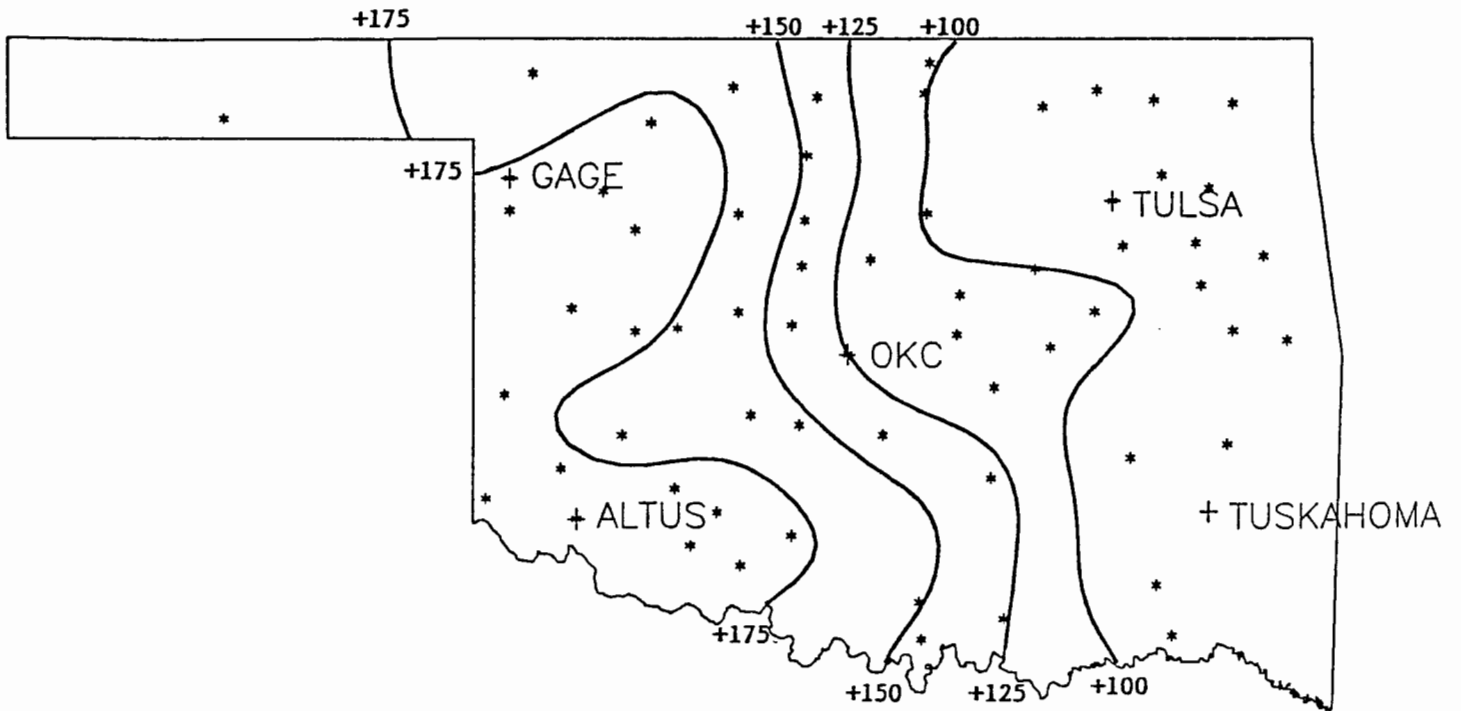 +175
+150 +125 +100
+175
GAGE
TULSA
OKC
ALTUS
TUSKAHOMA
+175
+150 +125 +100